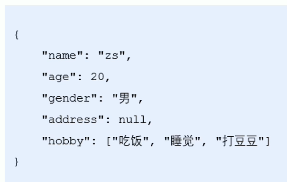 {
    "name": "zs",
    "age": 20,
    "gender": "男",
    "address": null,
    "hobby": ["吃饭", "睡觉", "打豆豆"]
}